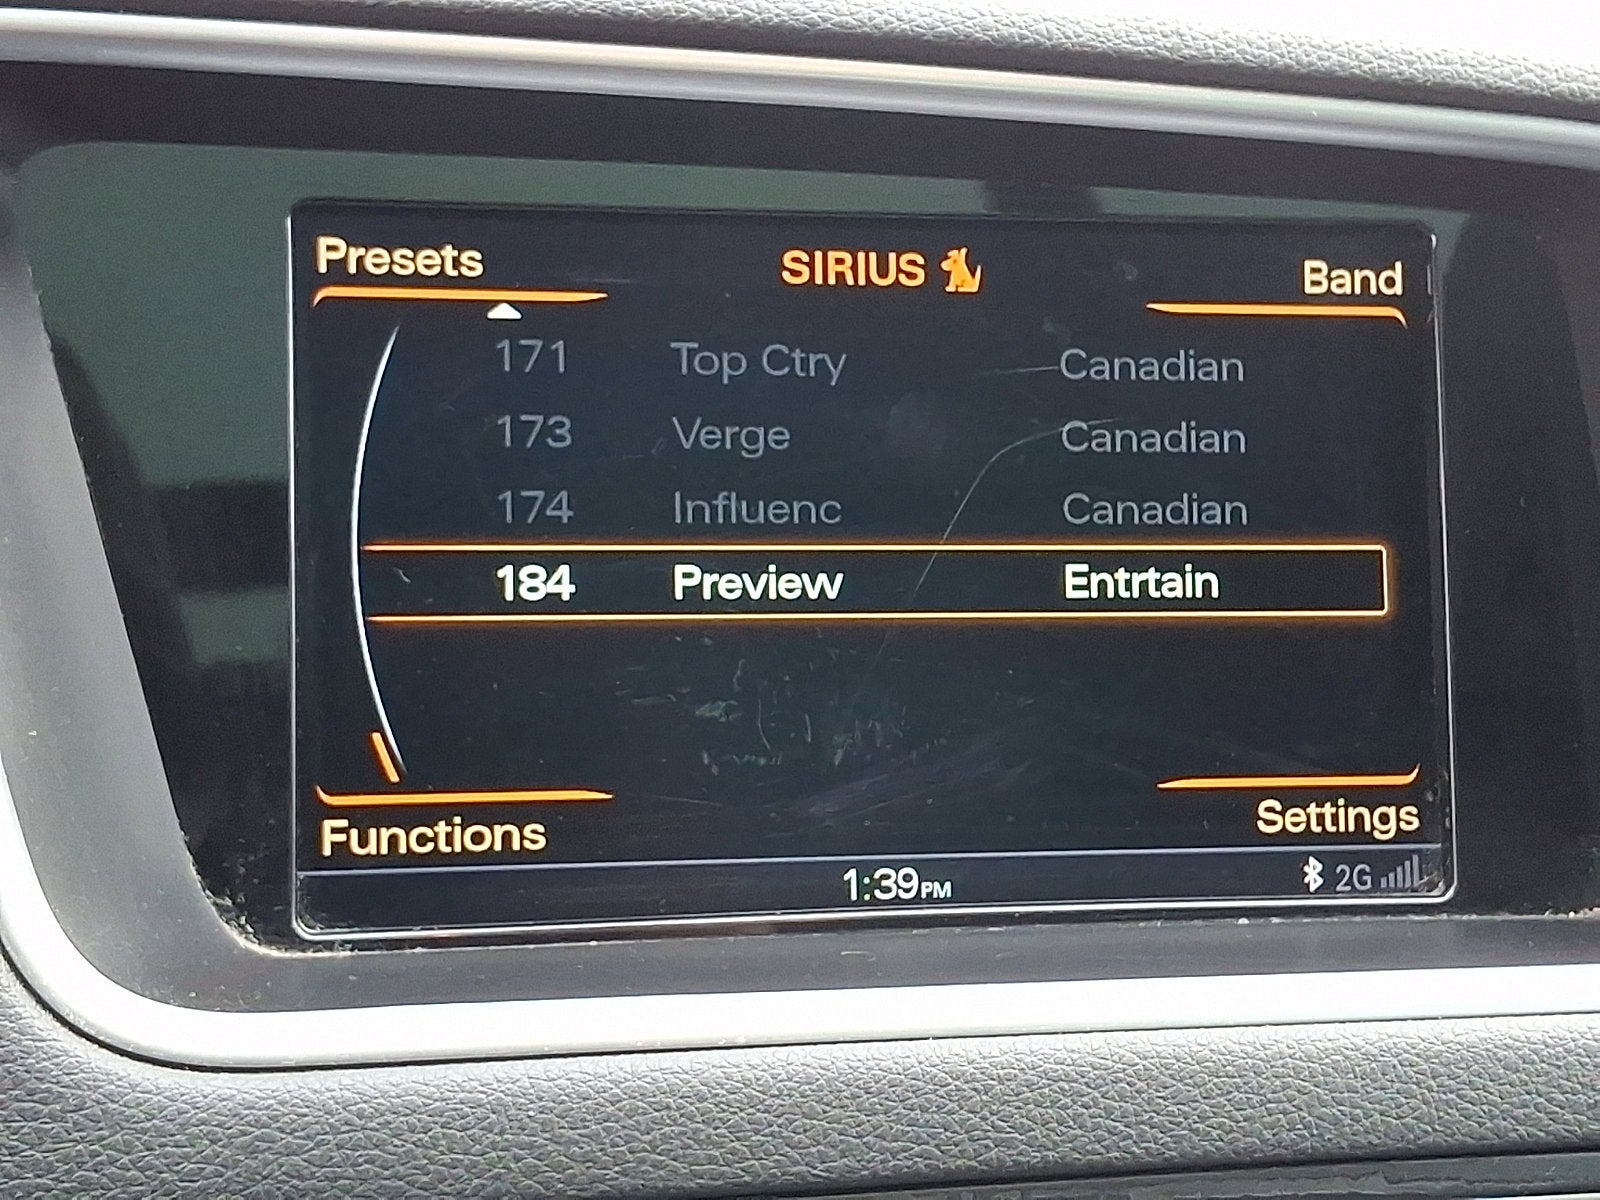 Presets SIRIUS Band
171 Top Ctry Canadian
173 Verge Canadian
174 Influenc Canadian
184 Preview Entrtain
Functions Settings
1:39PM 2G